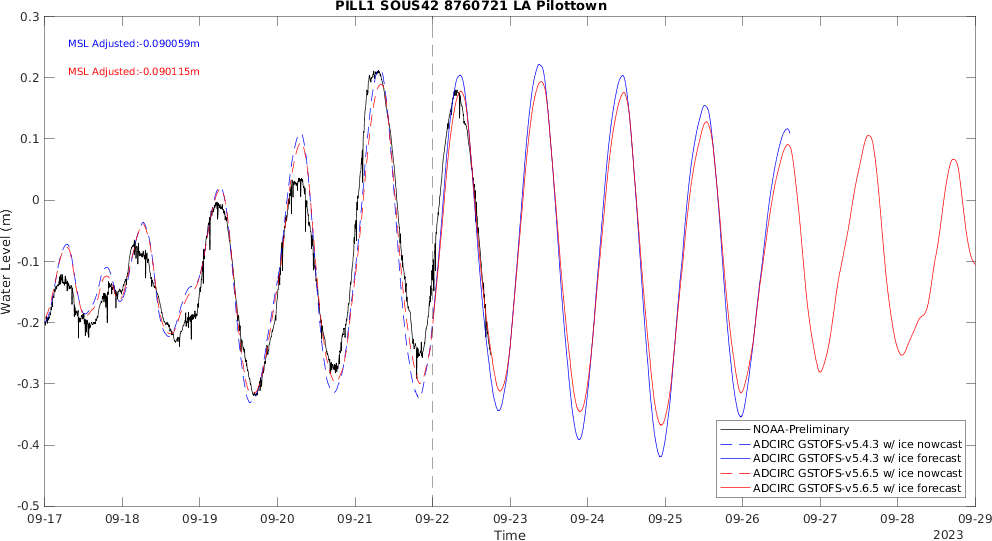 PILL1 SOUS42 8760721 LA Pilottown
MSL Adjusted:-0.090059m
MSL Adjusted:-0.090115m
Water Level (m)
0.3
0.2
0.1
0
-0.1
-0.2
-0.3
-0.4
-0.5
NOAA-Preliminary
ADCIRC GSTOFS-v5.4.3 w/ ice nowcast
ADCIRC GSTOFS-v5.4.3 w/ ice forecast
ADCIRC GSTOFS-v5.6.5 w/ ice nowcast
ADCIRC GSTOFS-v5.6.5 w/ ice forecast
09-17 09-18 09-19 09-20 09-21 09-22 09-23 09-24 09-25 09-26 09-27 09-28 09-29
Time
2023